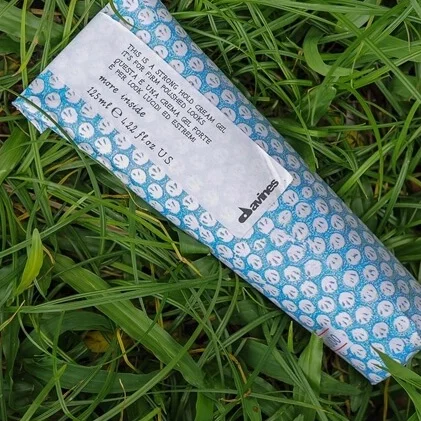 THIS IS A STRONG HOLD CREAM GEL
IT'S FOR FIRM POLISHED LOOKS
QUESTA È UNA CREMA GEL FORTE
E PER LOOK LUCIDI ED ESTREMI
more inside
125 ml ℮ 4,22 fl oz US
davines